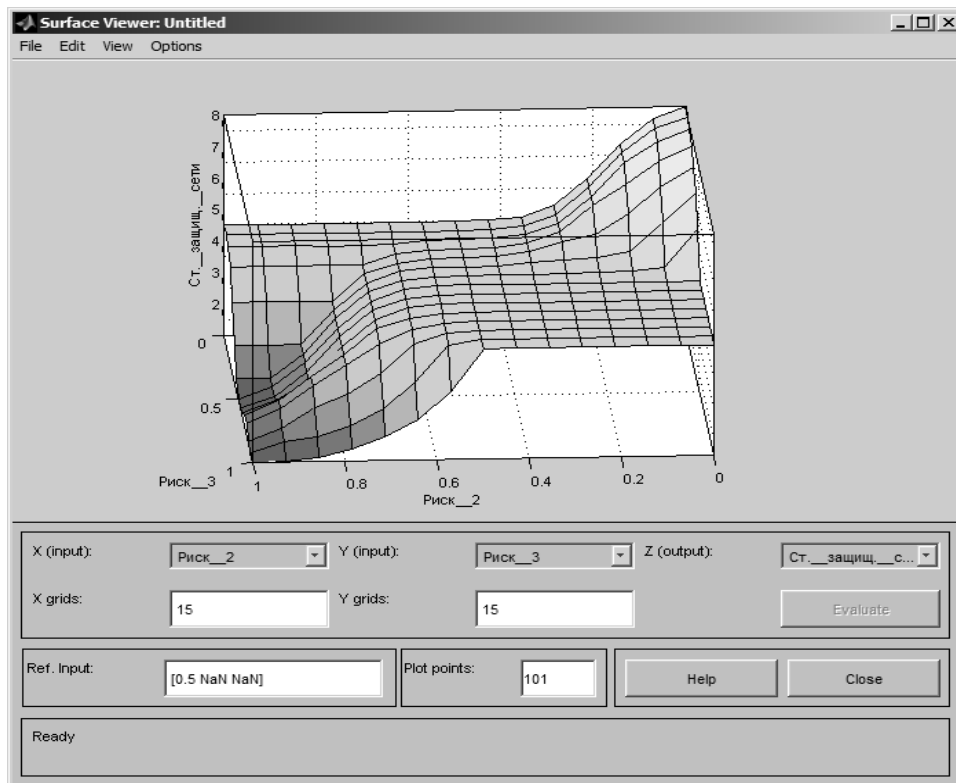 Surface Viewer: Untitled
File Edit View Options
8
7
6
5
4
3
2
0
Ст.__защищ.__сети
0.5
1
Риск__3
1
0.8
0.6
0.4
0.2
0
Риск__2
X (input):
Риск__2
Y (input):
Риск__3
Z (output):
Ст.__защищ.__с...
X grids:
15
Y grids:
15
Evaluate
Ref. Input:
[0.5 NaN NaN]
Plot points:
101
Help
Close
Ready